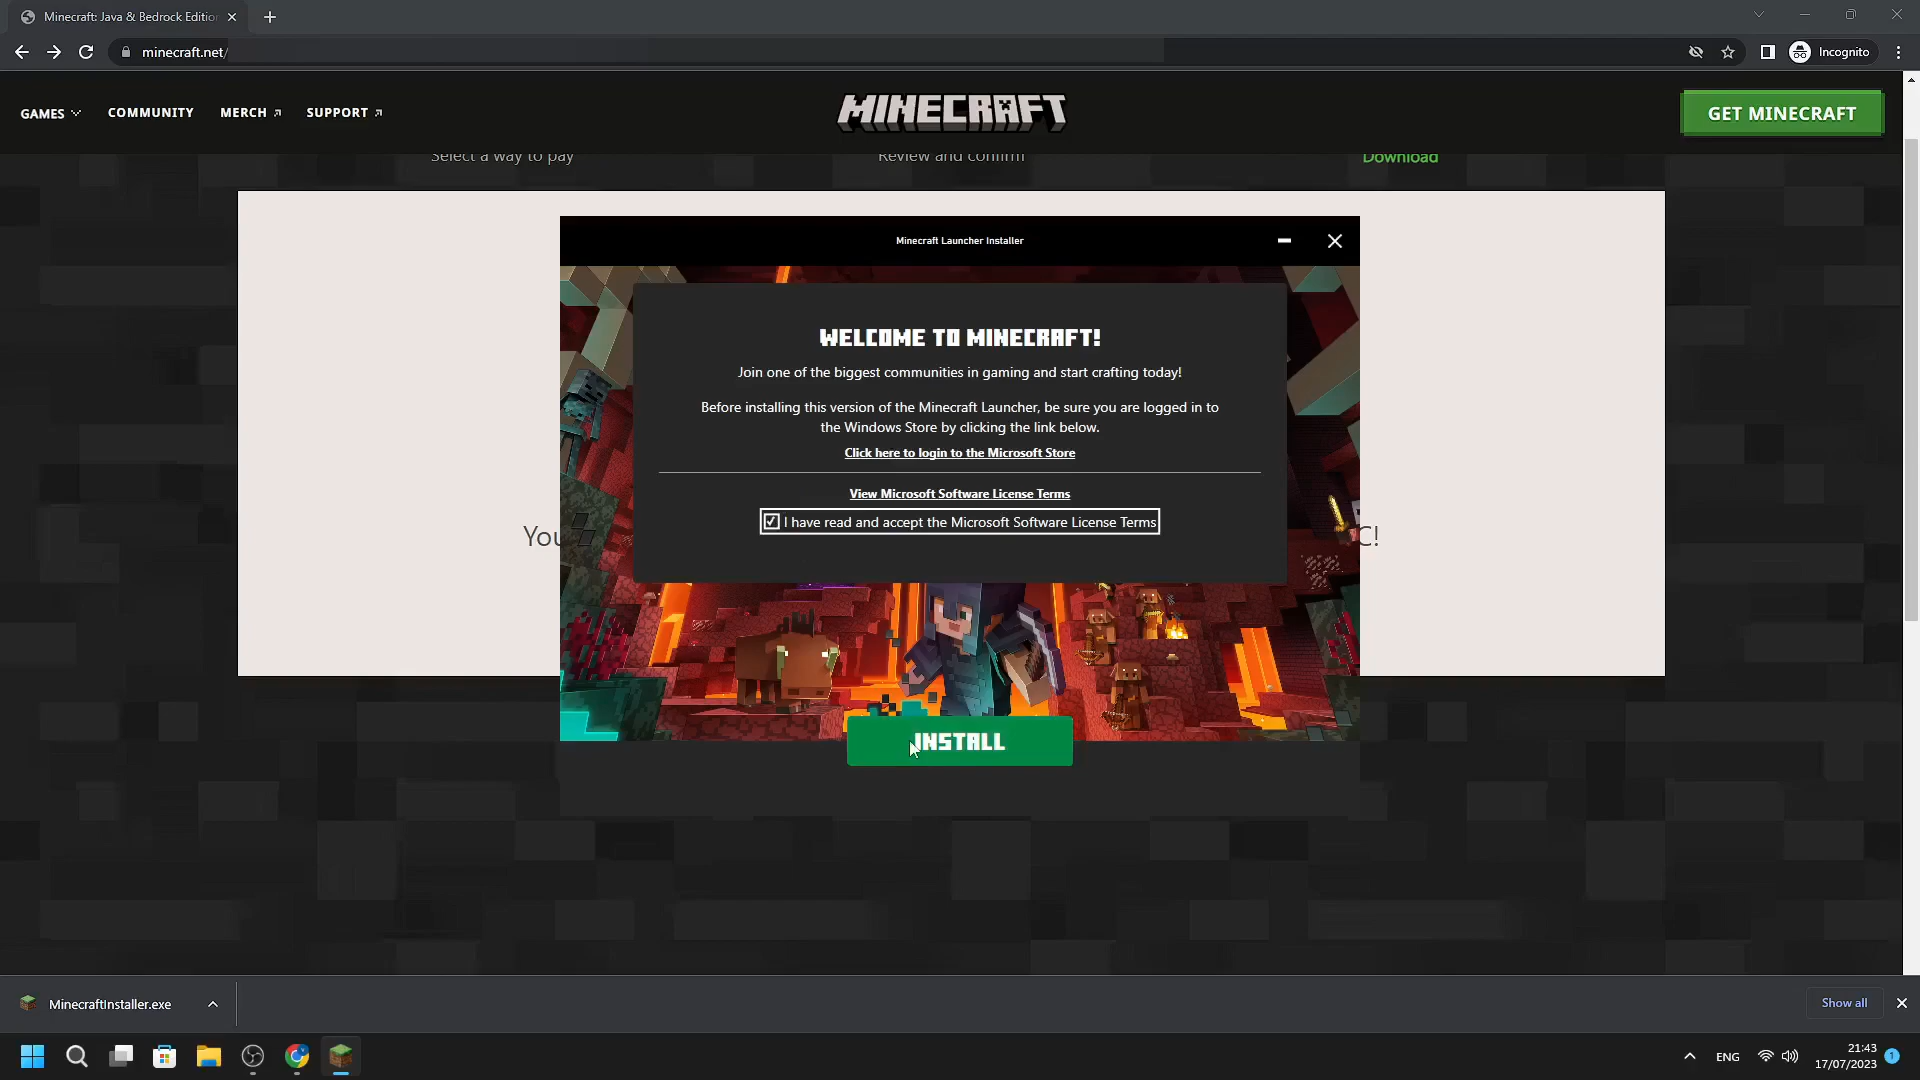 Minecraft: Java & Bedrock Edition
minecraft.net/
Incognito
GAMES
COMMUNITY
MERCH
SUPPORT
MINECRAFT
GET MINECRAFT
Select a way to pay
Review and confirm
Download
Minecraft Launcher Installer
WELCOME TO MINECRAFT!
Join one of the biggest communities in gaming and start crafting today!
Before installing this version of the Minecraft Launcher, be sure you are logged in to
the Windows Store by clicking the link below.
Click here to login to the Microsoft Store
View Microsoft Software License Terms
I have read and accept the Microsoft Software License Terms
You
C!
INSTALL
MinecraftInstaller.exe
Show all
ENG
21:43
17/07/2023
1